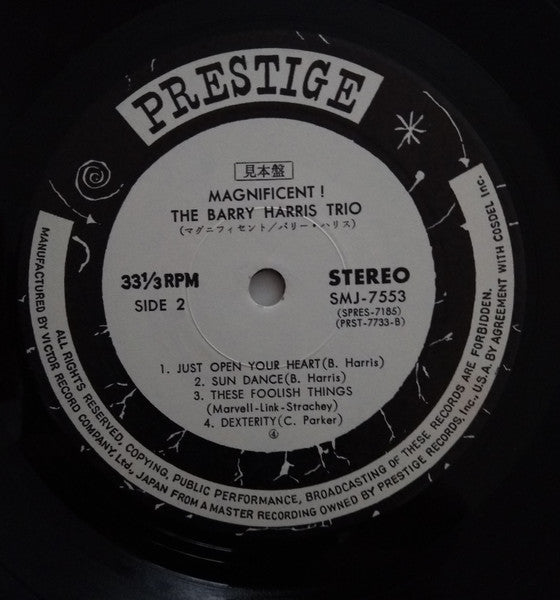 PRESTIGE
見本盤
MAGNIFICENT !
THE BARRY HARRIS TRIO
(マグニフィセント/バリー・ハリス)
33⅓ RPM
SIDE 2
STEREO
SMJ-7553
(SPRES-7185)
(PRST-7733-B)
1. JUST OPEN YOUR HEART(B. Harris)
2. SUN DANCE(B. Harris)
3. THESE FOOLISH THINGS
(Marvell-Link-Strachey)
4. DEXTERITY(C. Parker)
④
ALL RIGHTS RESERVED, COPYING, PUBLIC PERFORMANCE, BROADCASTING OF THESE RECORDS ARE FORBIDDEN.
MANUFACTURED BY VICTOR RECORD COMPANY, Ltd., JAPAN FROM A MASTER RECORDING OWNED BY PRESTIGE RECORDS, Inc., U.S.A. BY AGREEMENT WITH COSDEL Inc.